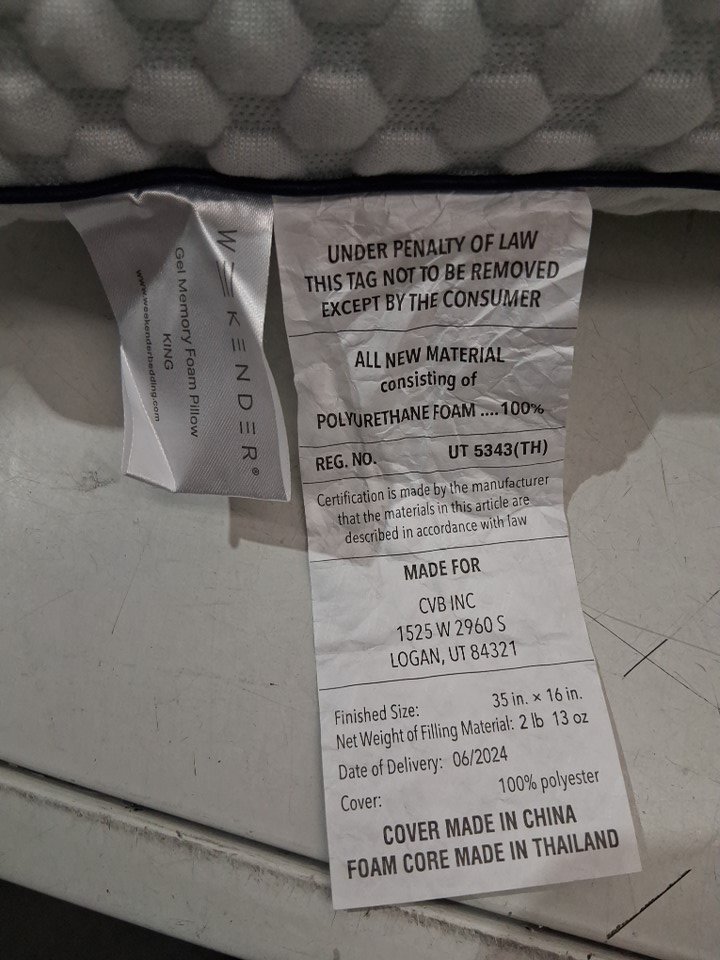 WEEKENDER®
Gel Memory Foam Pillow
KING
www.weekenderbedding.com
UNDER PENALTY OF LAW
THIS TAG NOT TO BE REMOVED
EXCEPT BY THE CONSUMER
ALL NEW MATERIAL
consisting of
POLYURETHANE FOAM ....100%
REG. NO. UT 5343(TH)
Certification is made by the manufacturer
that the materials in this article are
described in accordance with law
MADE FOR
CVB INC
1525 W 2960 S
LOGAN, UT 84321
Finished Size: 35 in. × 16 in.
Net Weight of Filling Material: 2 lb 13 oz
Date of Delivery: 06/2024
Cover: 100% polyester
COVER MADE IN CHINA
FOAM CORE MADE IN THAILAND